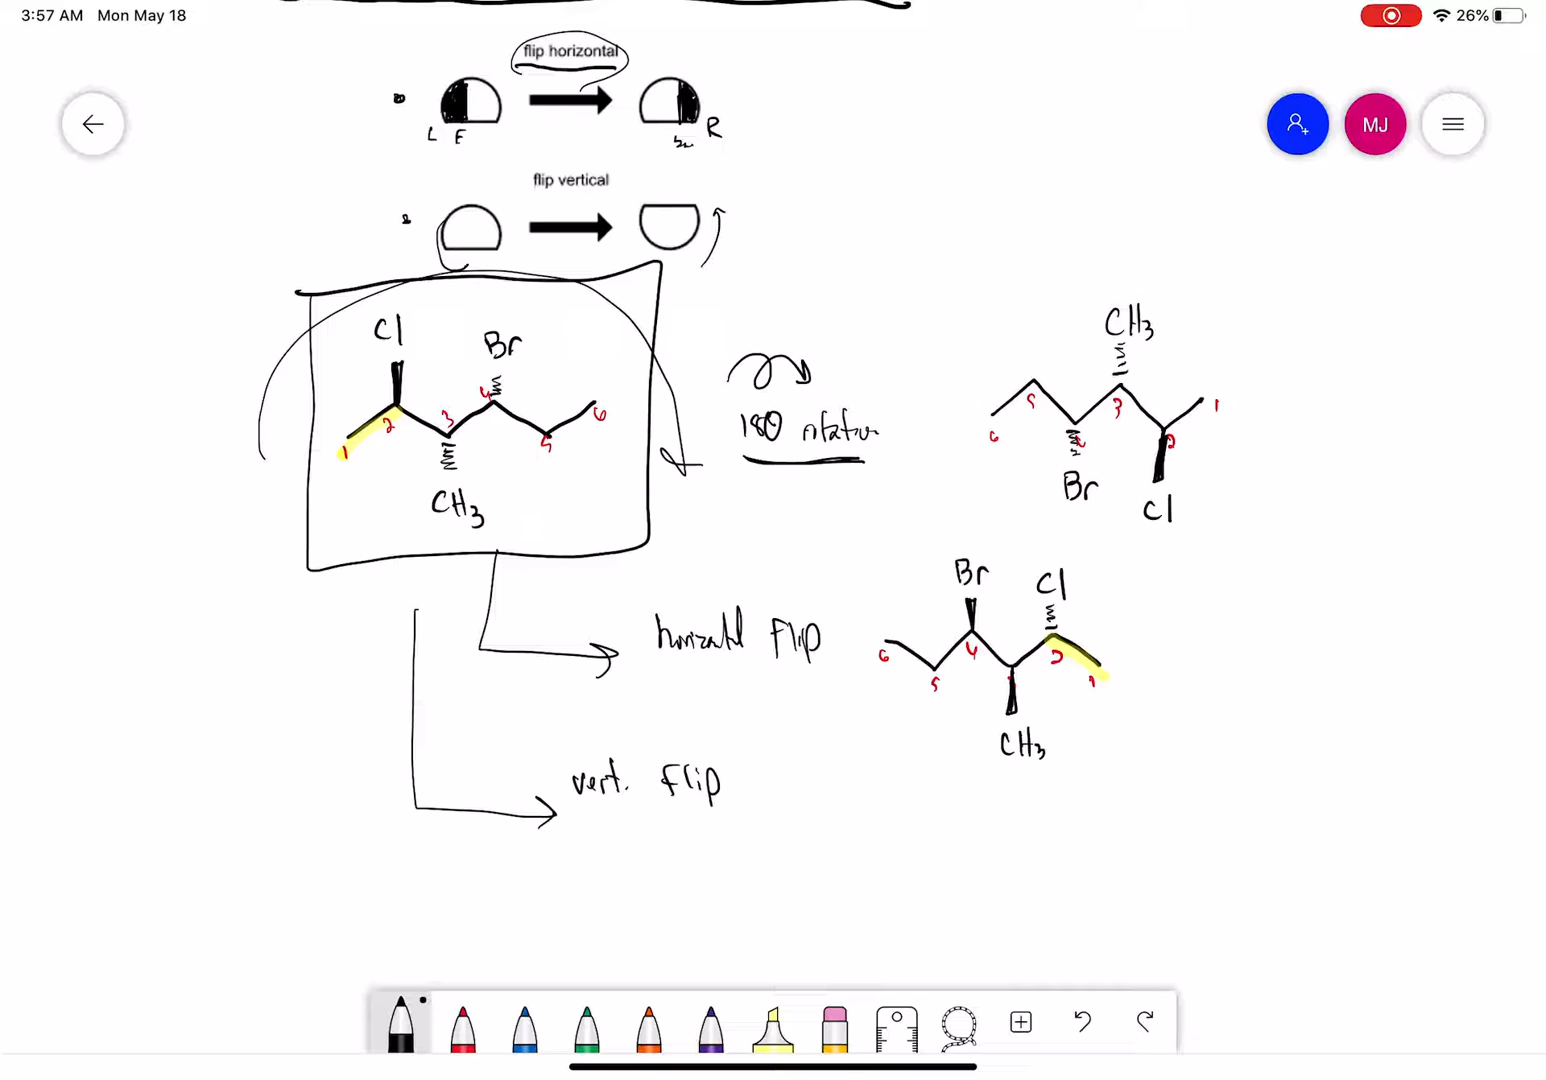 3:57 AM Mon May 18
26%
flip horizontal
L
R
flip vertical
MJ
Cl
Br
1
2
3
4
5
6
CH3
180 rotation
CH3
6
5
3
2
1
Br
Cl
horizontal Flip
Br
Cl
6
5
4
2
1
CH3
vert. Flip